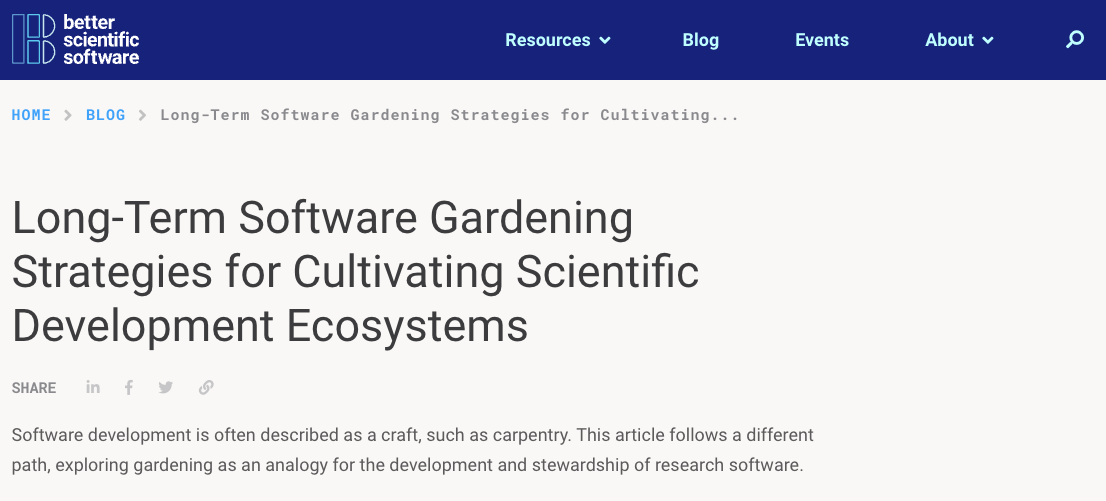 better
scientific
software
Resources Blog Events About
HOME BLOG Long-Term Software Gardening Strategies for Cultivating...
Long-Term Software Gardening
Strategies for Cultivating Scientific
Development Ecosystems
SHARE
Software development is often described as a craft, such as carpentry. This article follows a different
path, exploring gardening as an analogy for the development and stewardship of research software.